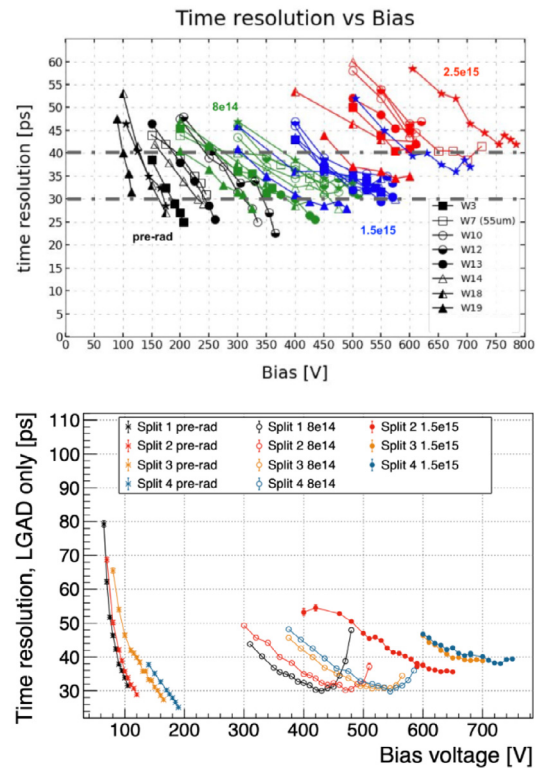 Time resolution vs Bias
time resolution [ps]
60
55
50
45
40
35
30
25
20
15
10
5
0
2.5e15
8e14
pre-rad
1.5e15
W3
W7 (55um)
W10
W12
W13
W14
W18
W19
0 50 100 150 200 250 300 350 400 450 500 550 600 650 700 750 800
Bias [V]
Time resolution, LGAD only [ps]
110
100
90
80
70
60
50
40
30
Split 1 pre-rad Split 1 8e14 Split 2 1.5e15
Split 2 pre-rad Split 2 8e14 Split 3 1.5e15
Split 3 pre-rad Split 3 8e14 Split 4 1.5e15
Split 4 pre-rad Split 4 8e14
100 200 300 400 500 600 700
Bias voltage [V]